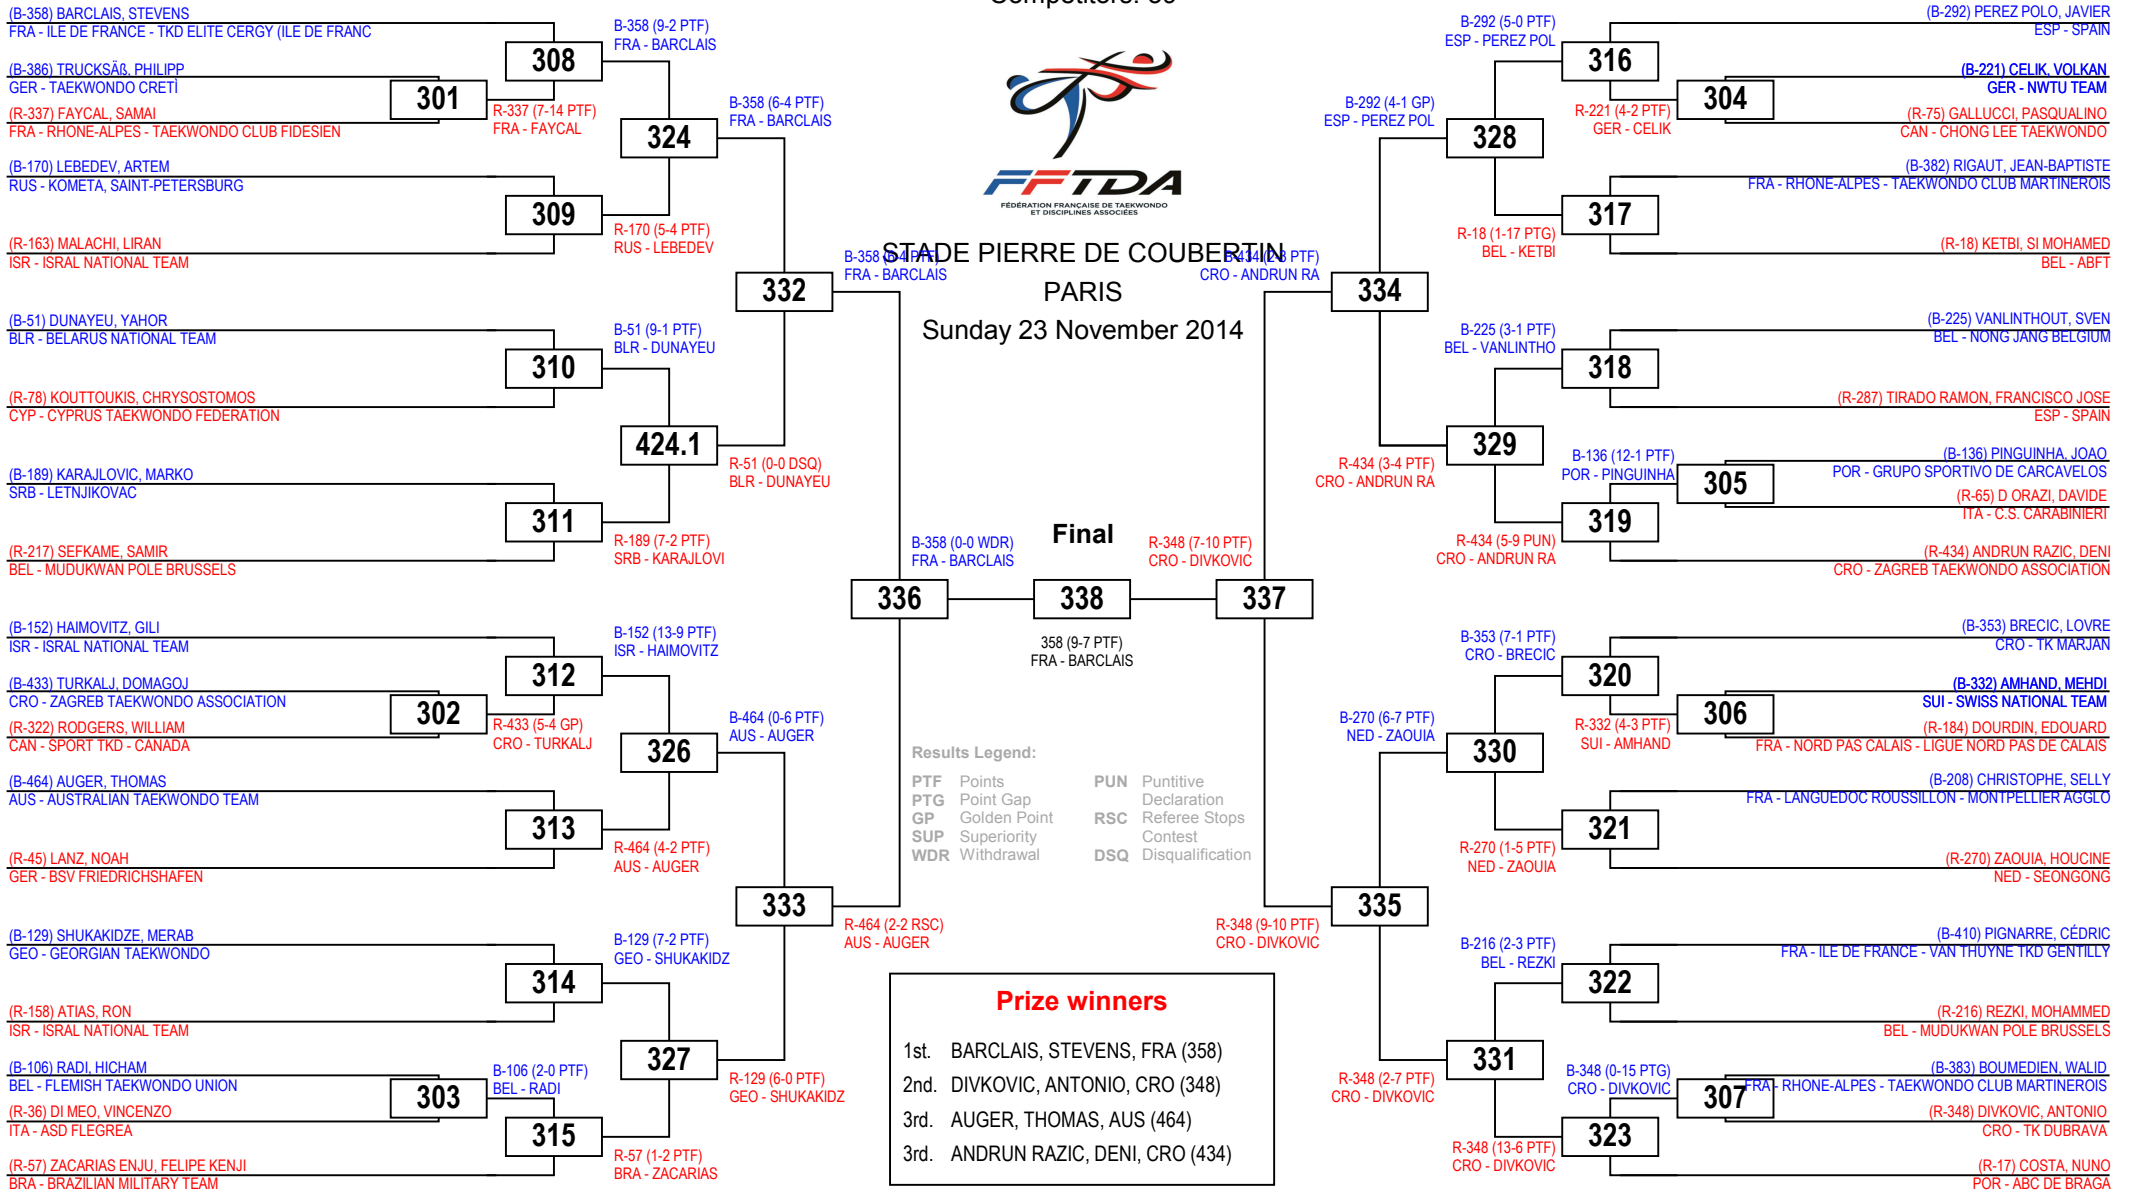 Competitors: 39
(B-358) BARCLAIS, STEVENS
FRA - ILE DE FRANCE - TKD ELITE CERGY (ILE DE FRANC
(B-386) TRUCKSÄß, PHILIPP
GER - TAEKWONDO CRETÌ
(R-337) FAYCAL, SAMAI
FRA - RHONE-ALPES - TAEKWONDO CLUB FIDESIEN
(B-170) LEBEDEV, ARTEM
RUS - KOMETA, SAINT-PETERSBURG
(R-163) MALACHI, LIRAN
ISR - ISRAL NATIONAL TEAM
(B-51) DUNAYEU, YAHOR
BLR - BELARUS NATIONAL TEAM
(R-78) KOUTTOUKIS, CHRYSOSTOMOS
CYP - CYPRUS TAEKWONDO FEDERATION
(B-189) KARAJLOVIC, MARKO
SRB - LETNJIKOVAC
(R-217) SEFKAME, SAMIR
BEL - MUDUKWAN POLE BRUSSELS
(B-152) HAIMOVITZ, GILI
ISR - ISRAL NATIONAL TEAM
(B-433) TURKALJ, DOMAGOJ
CRO - ZAGREB TAEKWONDO ASSOCIATION
(R-322) RODGERS, WILLIAM
CAN - SPORT TKD - CANADA
(B-464) AUGER, THOMAS
AUS - AUSTRALIAN TAEKWONDO TEAM
(R-45) LANZ, NOAH
GER - BSV FRIEDRICHSHAFEN
(B-129) SHUKAKIDZE, MERAB
GEO - GEORGIAN TAEKWONDO
(R-158) ATIAS, RON
ISR - ISRAL NATIONAL TEAM
(B-106) RADI, HICHAM
BEL - FLEMISH TAEKWONDO UNION
(R-36) DI MEO, VINCENZO
ITA - ASD FLEGREA
(R-57) ZACARIAS ENJU, FELIPE KENJI
BRA - BRAZILIAN MILITARY TEAM
301
R-337 (7-14 PTF)
FRA - FAYCAL
302
R-433 (5-4 GP)
CRO - TURKALJ
303
B-106 (2-0 PTF)
BEL - RADI
308
B-358 (9-2 PTF)
FRA - BARCLAIS
309
R-170 (5-4 PTF)
RUS - LEBEDEV
310
B-51 (9-1 PTF)
BLR - DUNAYEU
311
R-189 (7-2 PTF)
SRB - KARAJLOVI
312
B-152 (13-9 PTF)
ISR - HAIMOVITZ
313
R-464 (4-2 PTF)
AUS - AUGER
314
B-129 (7-2 PTF)
GEO - SHUKAKIDZ
315
R-57 (1-2 PTF)
BRA - ZACARIAS
324
B-358 (6-4 PTF)
FRA - BARCLAIS
424.1
R-51 (0-0 DSQ)
BLR - DUNAYEU
326
B-464 (0-6 PTF)
AUS - AUGER
327
R-129 (6-0 PTF)
GEO - SHUKAKIDZ
332
B-358 (6-4 PTF)
FRA - BARCLAIS
333
R-464 (2-2 RSC)
AUS - AUGER
336
B-358 (0-0 WDR)
FRA - BARCLAIS
FFTDA
FÉDÉRATION FRANÇAISE DE TAEKWONDO
ET DISCIPLINES ASSOCIÉES
STADE PIERRE DE COUBERTIN
PARIS
Sunday 23 November 2014
Final
338
358 (9-7 PTF)
FRA - BARCLAIS
Results Legend:
PTF Points
PTG Point Gap
GP Golden Point
SUP Superiority
WDR Withdrawal
PUN Puntitive
Declaration
RSC Referee Stops
Contest
DSQ Disqualification
Prize winners
1st. BARCLAIS, STEVENS, FRA (358)
2nd. DIVKOVIC, ANTONIO, CRO (348)
3rd. AUGER, THOMAS, AUS (464)
3rd. ANDRUN RAZIC, DENI, CRO (434)
R-348 (7-10 PTF)
CRO - DIVKOVIC
337
B-434 (2-3 PTF)
CRO - ANDRUN RA
334
R-348 (9-10 PTF)
CRO - DIVKOVIC
335
B-292 (4-1 GP)
ESP - PEREZ POL
328
R-434 (3-4 PTF)
CRO - ANDRUN RA
329
B-270 (6-7 PTF)
NED - ZAOUIA
330
R-348 (2-7 PTF)
CRO - DIVKOVIC
331
B-292 (5-0 PTF)
ESP - PEREZ POL
316
R-18 (1-17 PTG)
BEL - KETBI
317
B-225 (3-1 PTF)
BEL - VANLINTHO
318
R-434 (5-9 PUN)
CRO - ANDRUN RA
319
B-353 (7-1 PTF)
CRO - BRECIC
320
R-270 (1-5 PTF)
NED - ZAOUIA
321
B-216 (2-3 PTF)
BEL - REZKI
322
R-348 (13-6 PTF)
CRO - DIVKOVIC
323
R-221 (4-2 PTF)
GER - CELIK
304
B-136 (12-1 PTF)
POR - PINGUINHA
305
R-332 (4-3 PTF)
SUI - AMHAND
306
B-348 (0-15 PTG)
CRO - DIVKOVIC
307
(B-292) PEREZ POLO, JAVIER
ESP - SPAIN
(B-221) CELIK, VOLKAN
GER - NWTU TEAM
(R-75) GALLUCCI, PASQUALINO
CAN - CHONG LEE TAEKWONDO
(B-382) RIGAUT, JEAN-BAPTISTE
FRA - RHONE-ALPES - TAEKWONDO CLUB MARTINEROIS
(R-18) KETBI, SI MOHAMED
BEL - ABFT
(B-225) VANLINTHOUT, SVEN
BEL - NONG JANG BELGIUM
(R-287) TIRADO RAMON, FRANCISCO JOSE
ESP - SPAIN
(B-136) PINGUINHA, JOAO
POR - GRUPO SPORTIVO DE CARCAVELOS
(R-65) D ORAZI, DAVIDE
ITA - C.S. CARABINIERI
(R-434) ANDRUN RAZIC, DENI
CRO - ZAGREB TAEKWONDO ASSOCIATION
(B-353) BRECIC, LOVRE
CRO - TK MARJAN
(B-332) AMHAND, MEHDI
SUI - SWISS NATIONAL TEAM
(R-184) DOURDIN, EDOUARD
FRA - NORD PAS CALAIS - LIGUE NORD PAS DE CALAIS
(B-208) CHRISTOPHE, SELLY
FRA - LANGUEDOC ROUSSILLON - MONTPELLIER AGGLO
(R-270) ZAOUIA, HOUCINE
NED - SEONGONG
(B-410) PIGNARRE, CÉDRIC
FRA - ILE DE FRANCE - VAN THUYNE TKD GENTILLY
(R-216) REZKI, MOHAMMED
BEL - MUDUKWAN POLE BRUSSELS
(B-383) BOUMEDIEN, WALID
FRA - RHONE-ALPES - TAEKWONDO CLUB MARTINEROIS
(R-348) DIVKOVIC, ANTONIO
CRO - TK DUBRAVA
(R-17) COSTA, NUNO
POR - ABC DE BRAGA